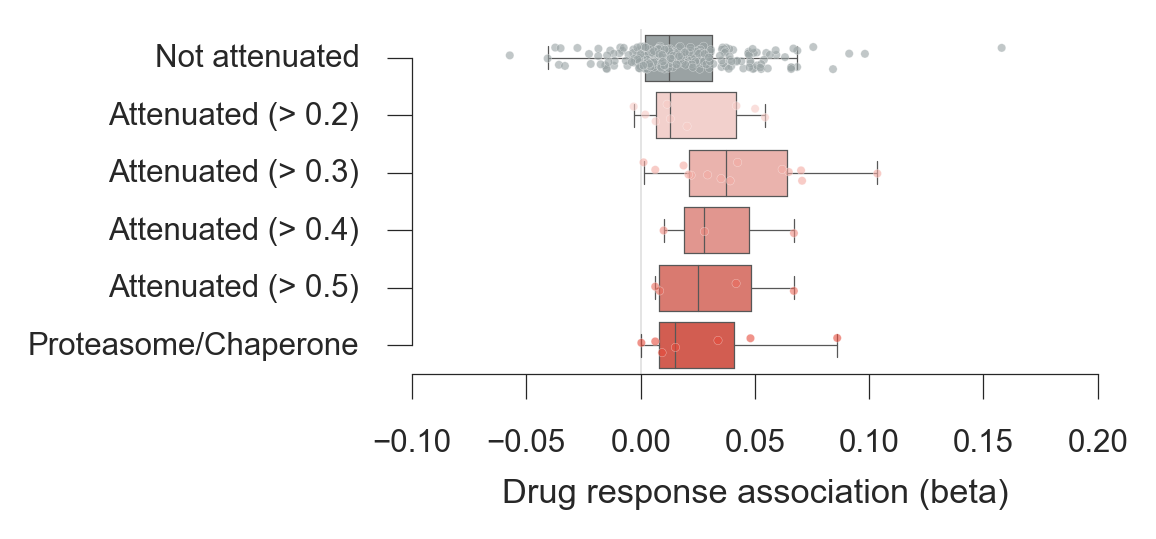 Not attenuated
Attenuated (> 0.2)
Attenuated (> 0.3)
Attenuated (> 0.4)
Attenuated (> 0.5)
Proteasome/Chaperone
−0.10 −0.05 0.00 0.05 0.10 0.15 0.20
Drug response association (beta)